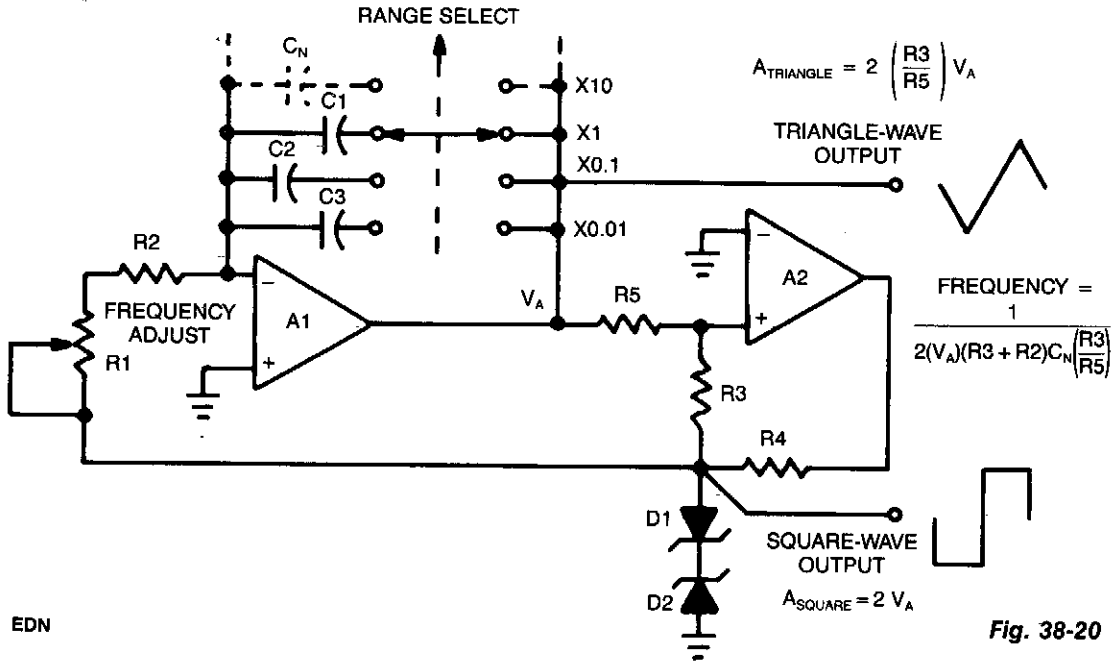 RANGE SELECT
C_N
X10
C1
X1
C2
X0.1
C3
X0.01
A_TRIANGLE = 2 (R3/R5) V_A
TRIANGLE-WAVE
OUTPUT
R2
FREQUENCY
ADJUST
R1
−
A1
+
V_A
R5
−
A2
+
R3
R4
FREQUENCY =
1
2(V_A)(R3 + R2)C_N(R3/R5)
D1
D2
SQUARE-WAVE
OUTPUT
A_SQUARE = 2 V_A
EDN
Fig. 38-20